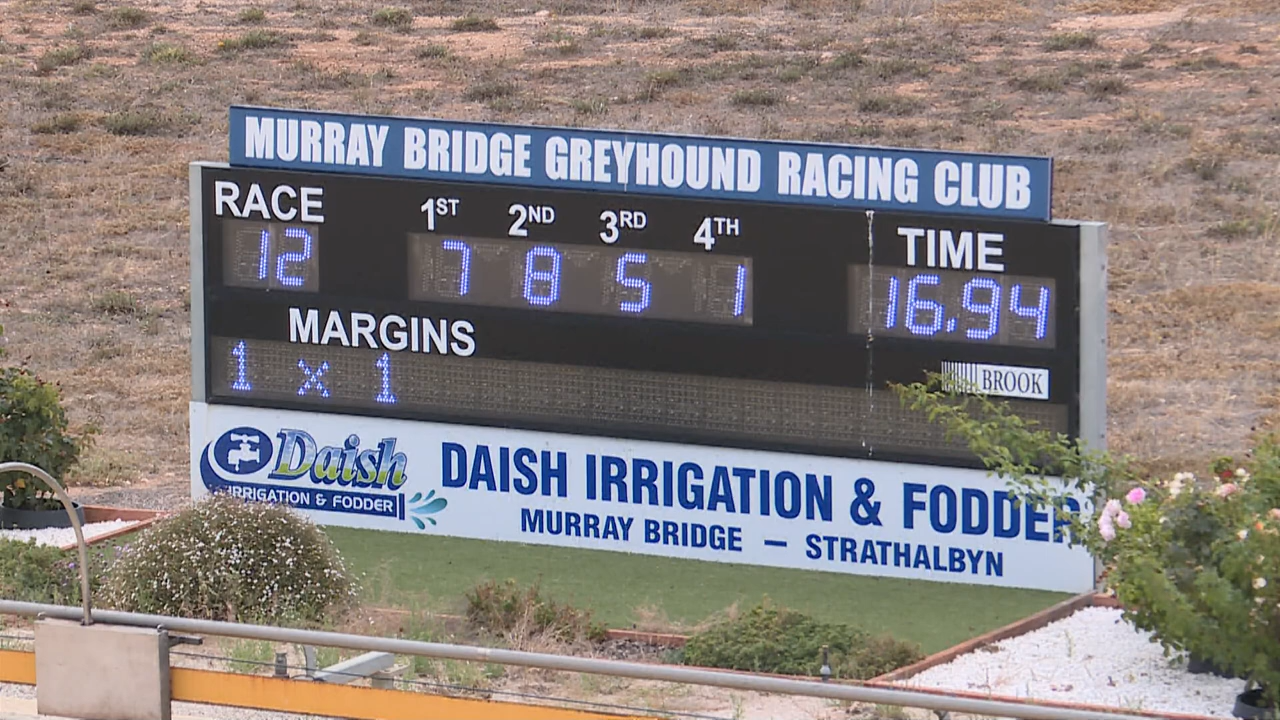 MURRAY BRIDGE GREYHOUND RACING CLUB
RACE 1ST 2ND 3RD 4TH TIME
12 7 8 5 1 16.94
MARGINS
1 x 1
BROOK
Daish
IRRIGATION & FODDER
DAISH IRRIGATION & FODDER
MURRAY BRIDGE – STRATHALBYN